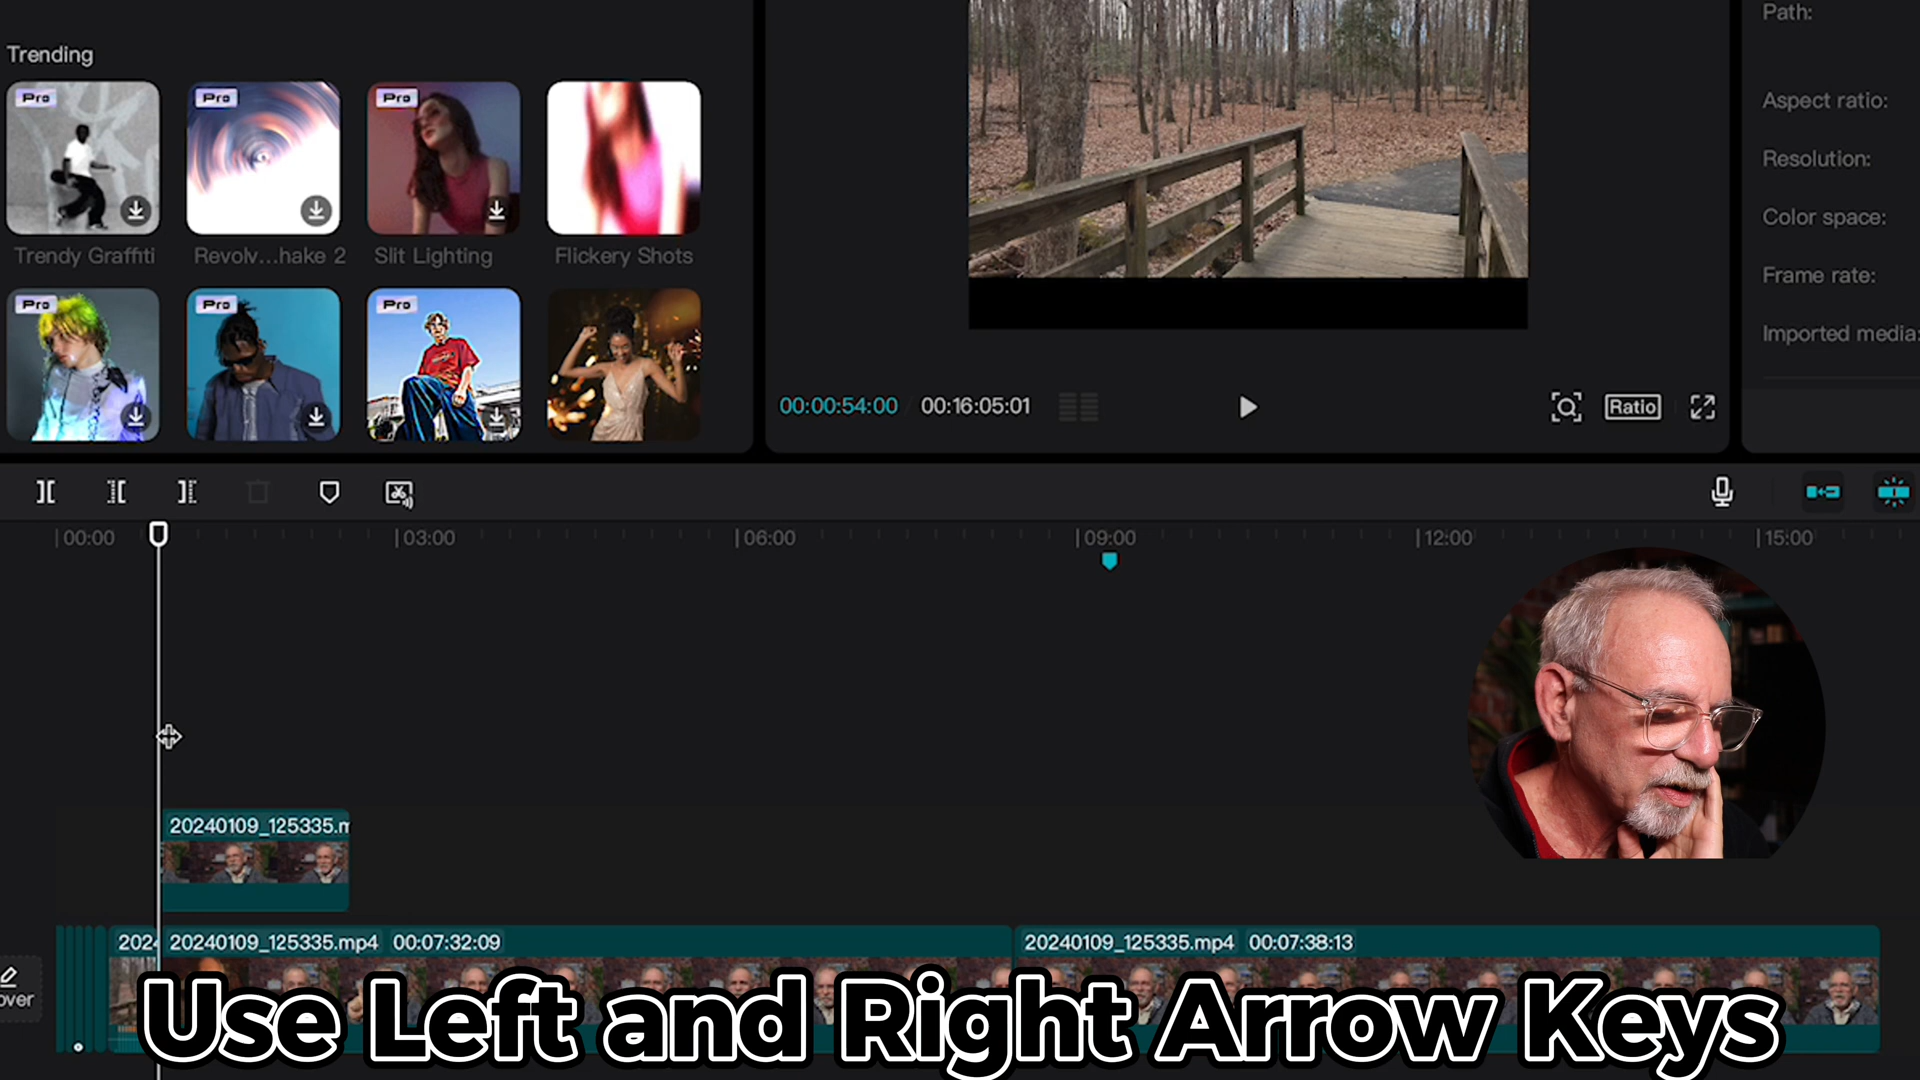 Trending
Pro
Pro
Pro
Trendy Graffiti
Revolv...hake 2
Slit Lighting
Flickery Shots
Pro
Pro
Pro
Path:
Aspect ratio:
Resolution:
Color space:
Frame rate:
Imported media:
00:00:54:00
00:16:05:01
Ratio
00:00
03:00
06:00
09:00
12:00
15:00
20240109_125335.m
202
20240109_125335.mp4 00:07:32:09
20240109_125335.mp4 00:07:38:13
over
Use Left and Right Arrow Keys